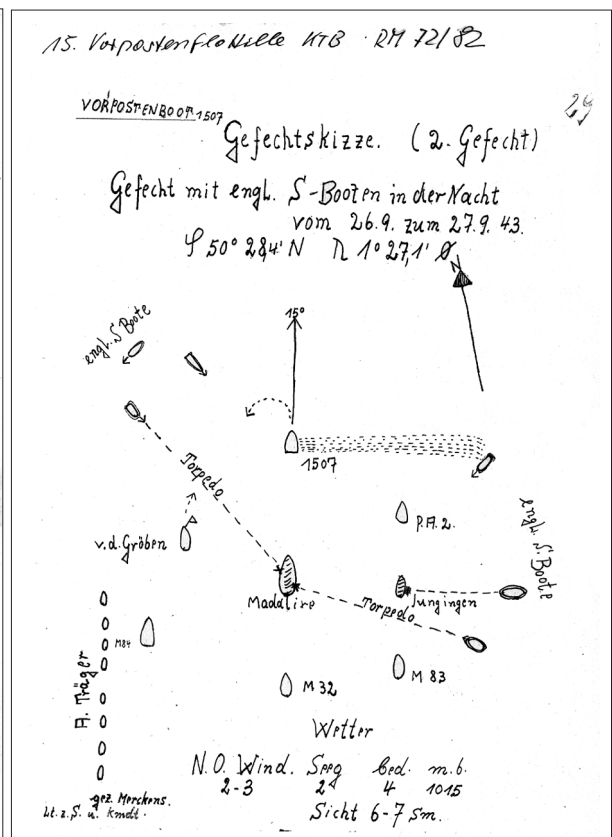 15. Vorpostenflottille KTB · RM 72/82
29
VORPOSTENBOOT 1507
Gefechtskizze. (2. Gefecht)
Gefecht mit engl. S-Booten in der Nacht
vom 26.9. zum 27.9. 43.
φ 50° 28,4' N λ 1° 27,1' O
N
15°
engl. S Boote
1507
Torpedo
P.A. 2.
v.d. Gröben
engl. S. Boote
Madalire
Torpedo
Jungingen
M 84
A. Träger
M 32
M 83
Wetter
N.O. Wind. Seeg bed. m.b.
2-3 2 4 1015
Sicht 6-7 Sm.
gez. Merckens.
Lt. z. S. u. Kmdt.